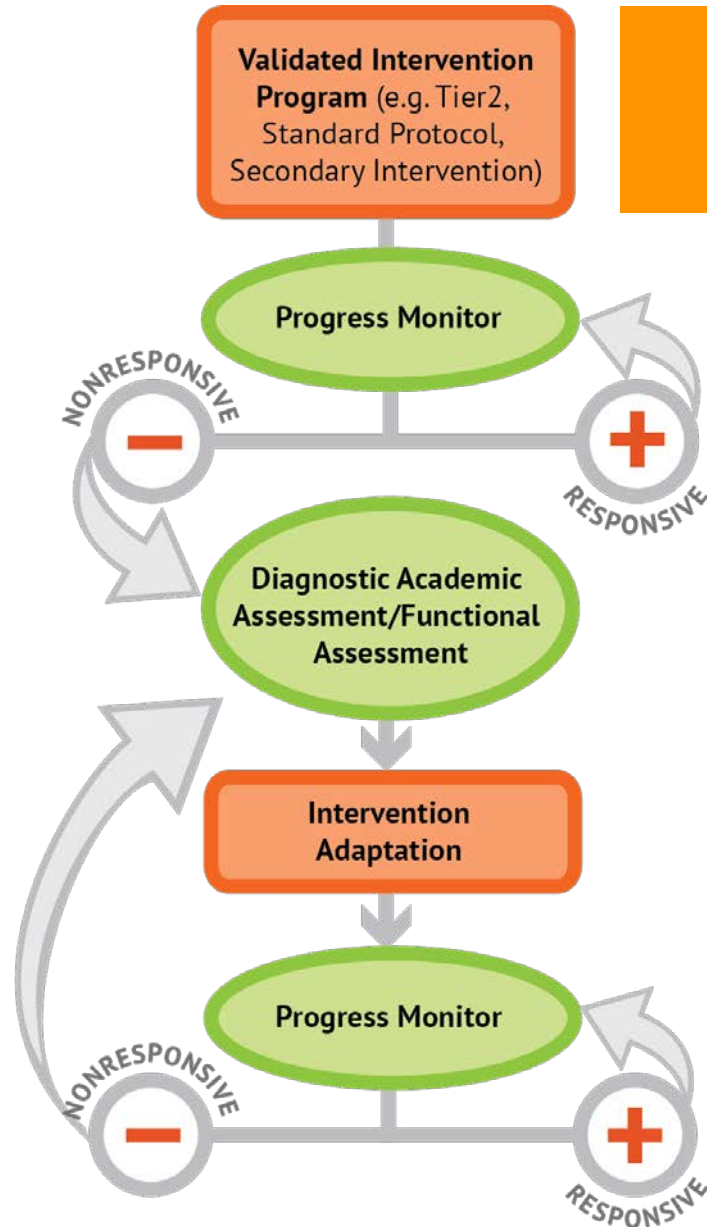 Validated Intervention
Program (e.g. Tier2,
Standard Protocol,
Secondary Intervention)
Progress Monitor
NONRESPONSIVE
RESPONSIVE
Diagnostic Academic
Assessment/Functional
Assessment
Intervention
Adaptation
Progress Monitor
NONRESPONSIVE
RESPONSIVE